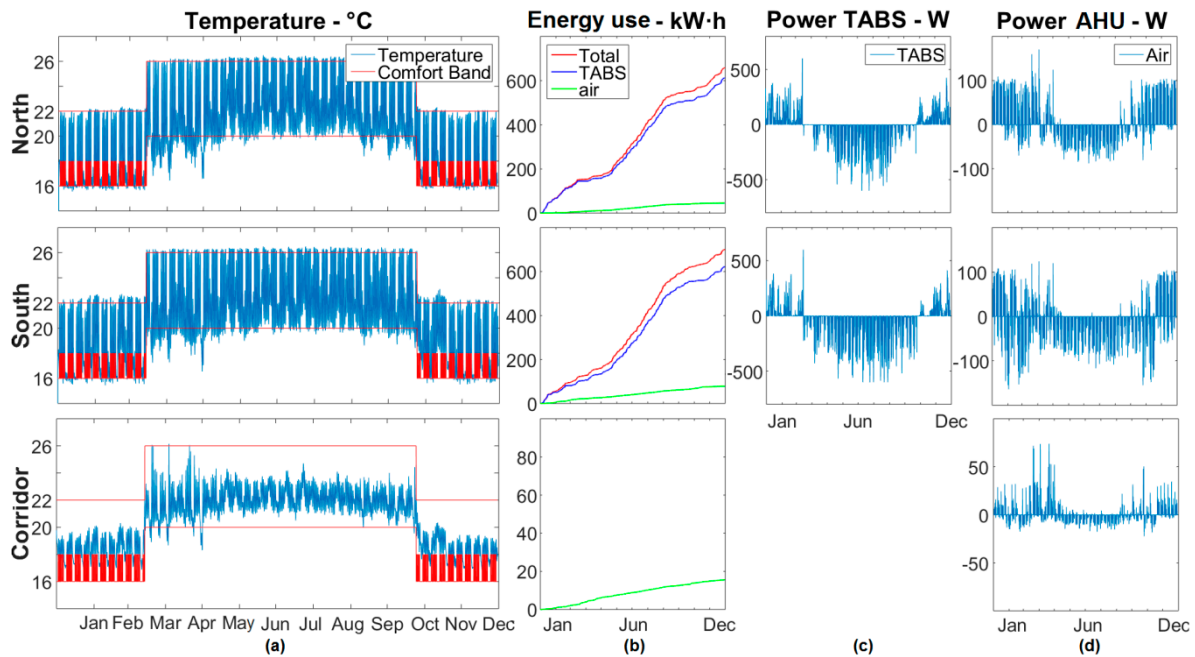 Temperature - °C
Energy use - kW·h
Power TABS - W
Power AHU - W
North
26
22
20
18
16
Temperature
Comfort Band
600
400
200
0
Total
TABS
air
500
0
-500
TABS
100
0
-100
Air
South
26
22
20
18
16
600
400
200
0
500
0
-500
Jan
Jun
Dec
100
0
-100
Corridor
26
22
20
18
16
Jan Feb Mar Apr May Jun Jul Aug Sep Oct Nov Dec
80
60
40
20
0
Jan
Jun
Dec
50
0
-50
Jan
Jun
Dec
(a)
(b)
(c)
(d)